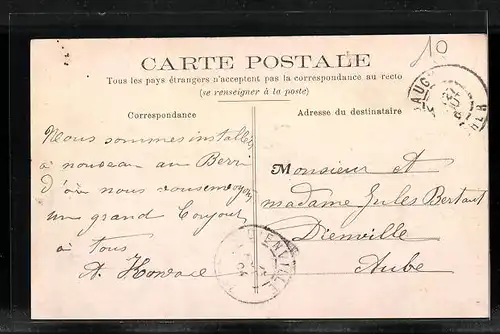 10
CARTE POSTALE
Tous les pays étrangers n'acceptent pas la correspondance au recto
(se renseigner à la poste)
Correspondance
Adresse du destinataire
Nous sommes installés
à nouveau au Berri
d'où nous vous envoyons
un grand bonjour
à tous
Monsieur et
madame Jules Bertaut
Dienville
Aube
ENVILLE